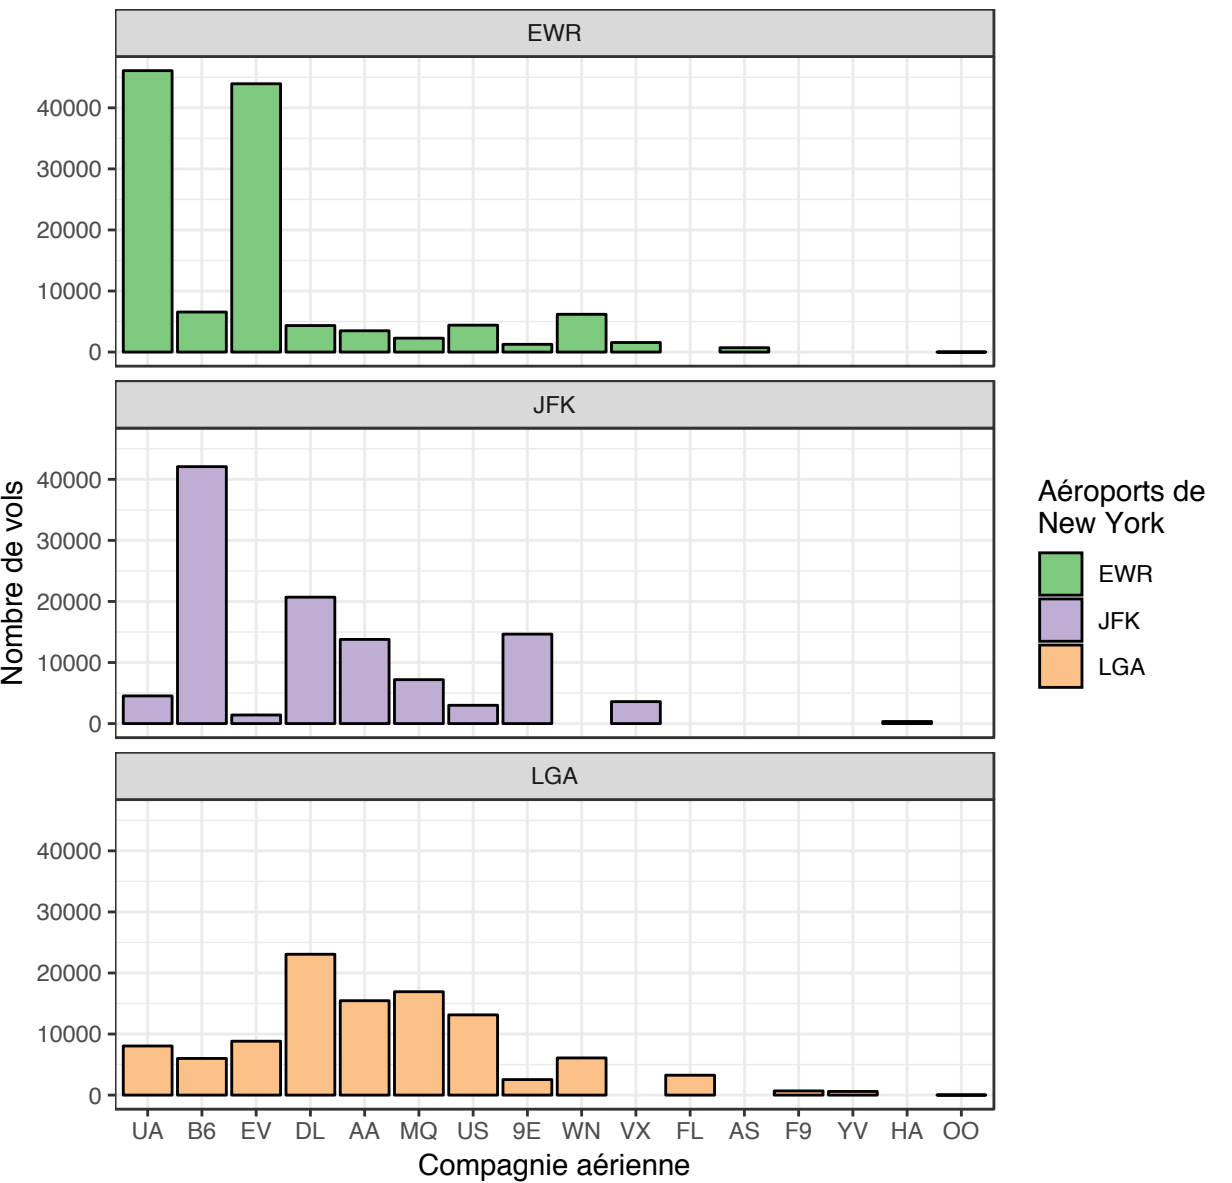 EWR
40000
30000
20000
10000
0
JFK
40000
30000
20000
10000
0
LGA
40000
30000
20000
10000
0
UA B6 EV DL AA MQ US 9E WN VX FL AS F9 YV HA OO
Compagnie aérienne
Nombre de vols
Aéroports de
New York
EWR
JFK
LGA